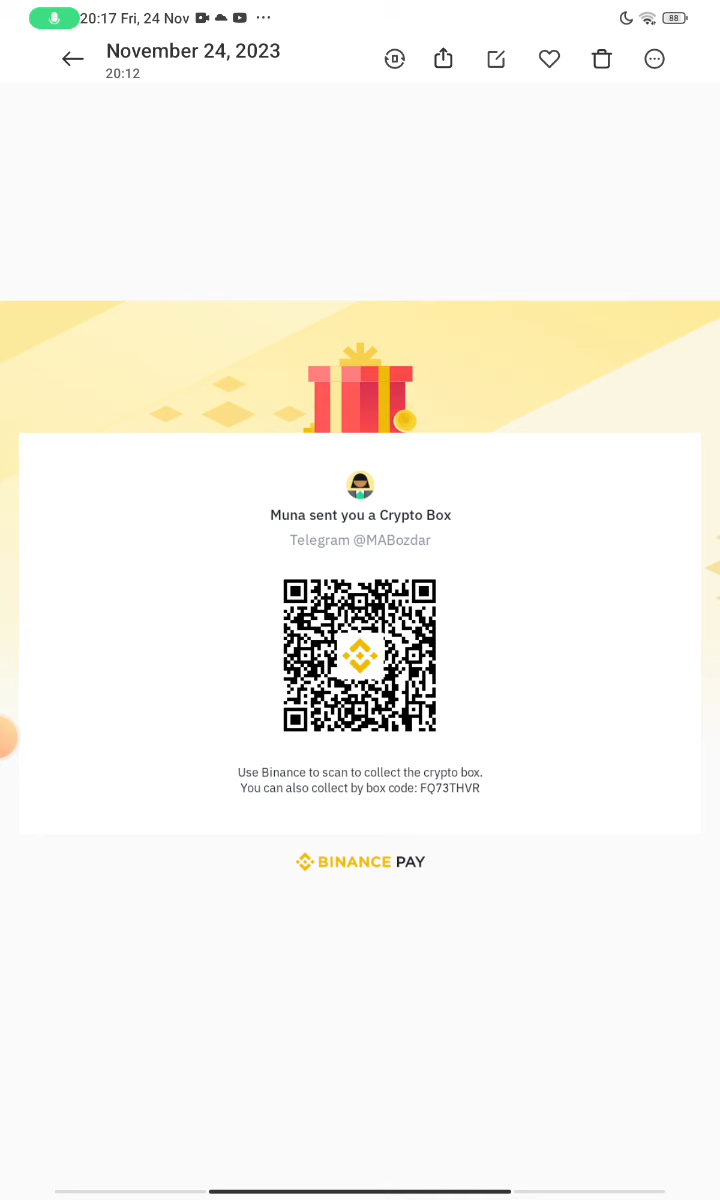 20:17 Fri, 24 Nov
88
November 24, 2023
20:12
Muna sent you a Crypto Box
Telegram @MABozdar
Use Binance to scan to collect the crypto box.
You can also collect by box code: FQ73THVR
BINANCE PAY